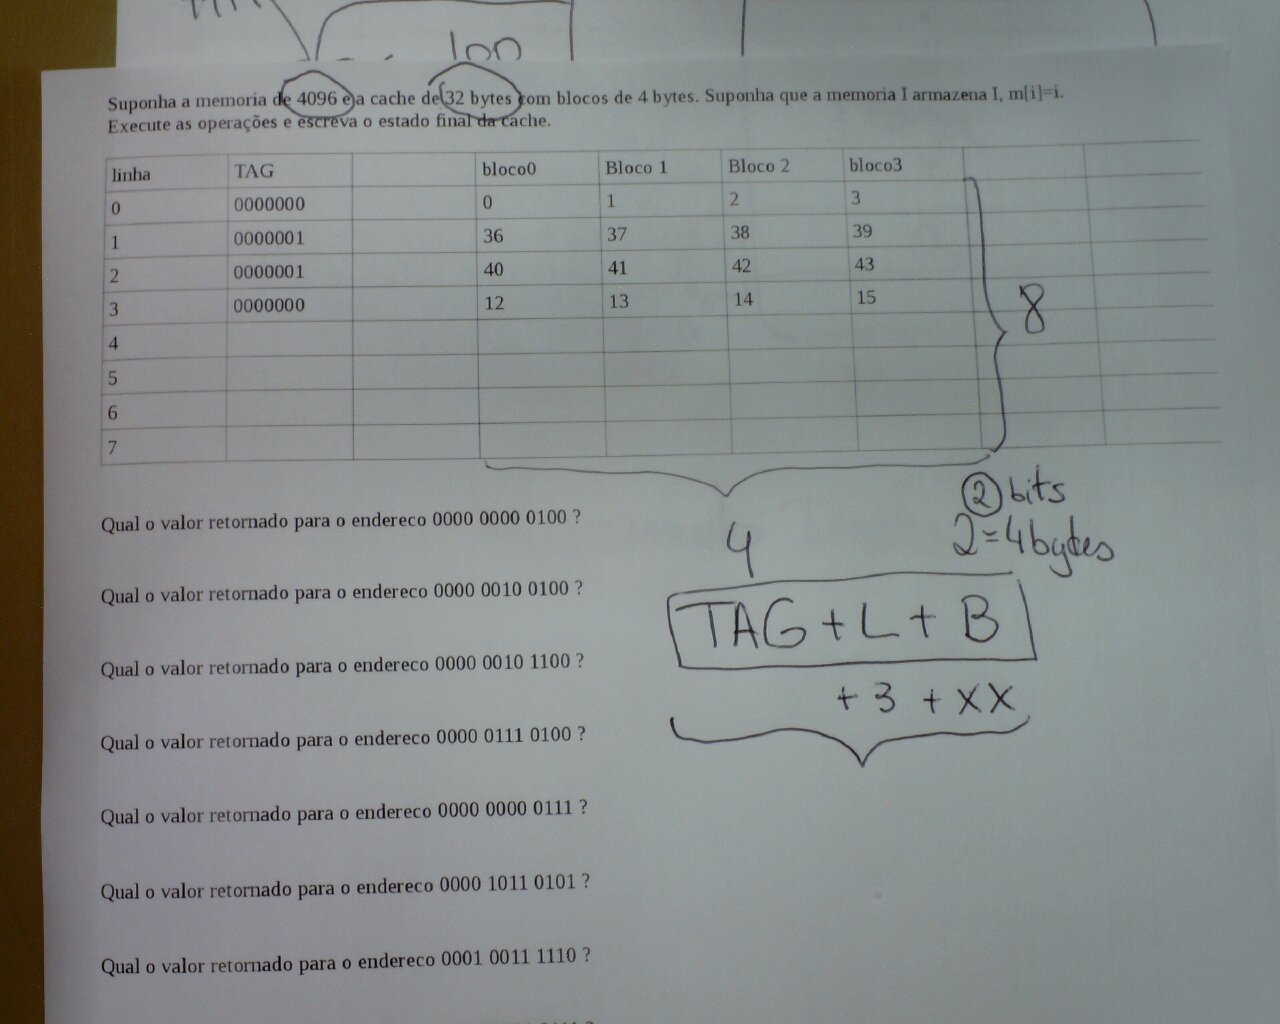 100
Suponha a memoria de 4096 e a cache de 32 bytes com blocos de 4 bytes. Suponha que a memoria I armazena I, m[i]=i.
Execute as operações e escreva o estado final da cache.
linha TAG bloco0 Bloco 1 Bloco 2 bloco3
0 0000000 0 1 2 3
1 0000001 36 37 38 39
2 0000001 40 41 42 43
3 0000000 12 13 14 15
8
4
5
6
7
2 bits
Qual o valor retornado para o endereco 0000 0000 0100 ?
4
2=4bytes
Qual o valor retornado para o endereco 0000 0010 0100 ?
TAG + L + B
Qual o valor retornado para o endereco 0000 0010 1100 ?
+ 3 + XX
Qual o valor retornado para o endereco 0000 0111 0100 ?
Qual o valor retornado para o endereco 0000 0000 0111 ?
Qual o valor retornado para o endereco 0000 1011 0101 ?
Qual o valor retornado para o endereco 0001 0011 1110 ?